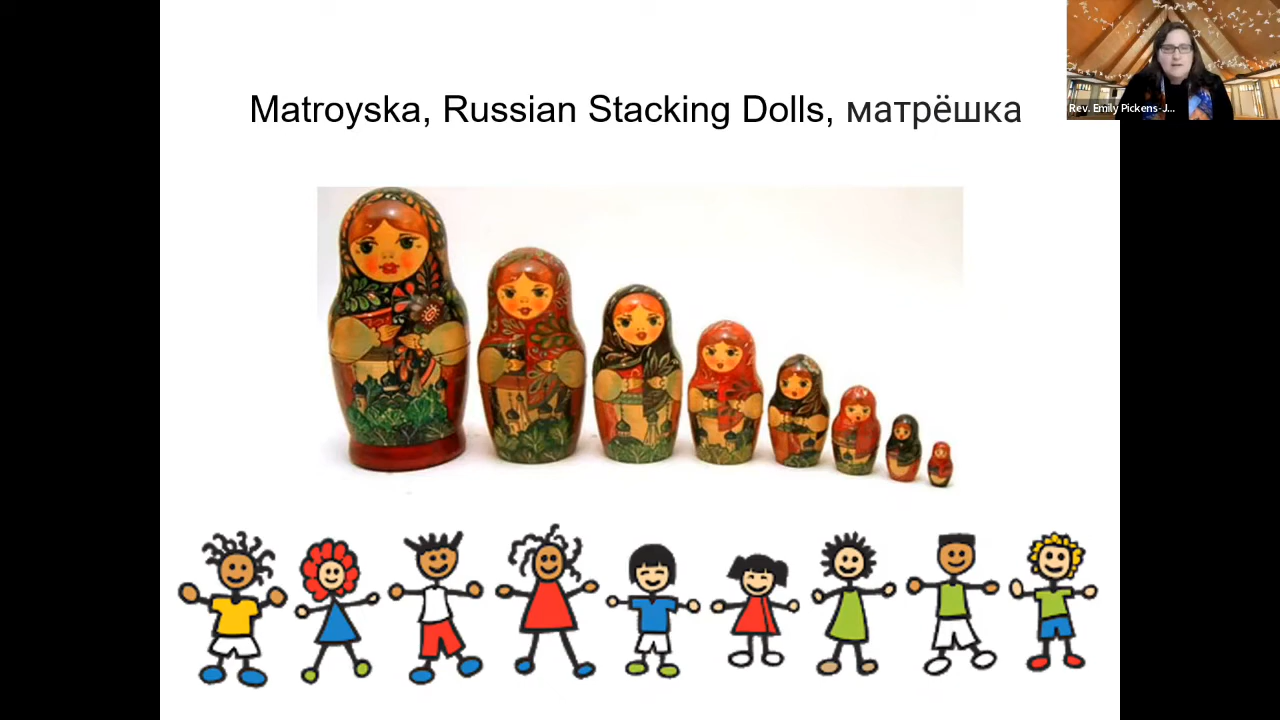 Matroyska, Russian Stacking Dolls, матрёшка
Rev. Emily Pickens-J...